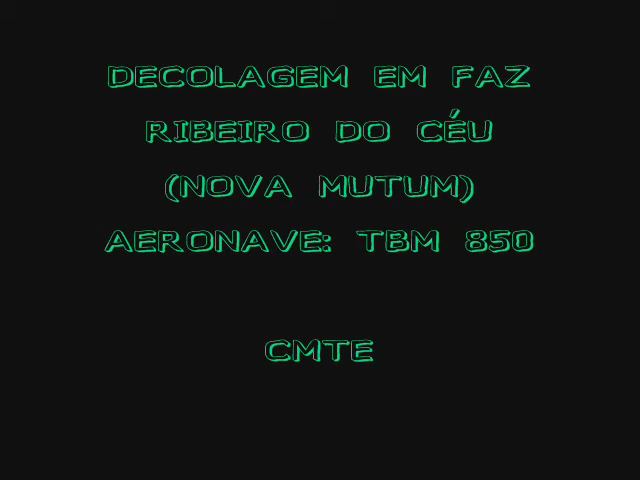 DECOLAGEM EM FAZ
RIBEIRO DO CÉU
(NOVA MUTUM)
AERONAVE: TBM 850
CMTE